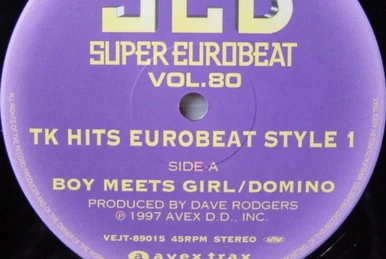 SUPER EUROBEAT
VOL.80
TK HITS EUROBEAT STYLE 1
SIDE A
BOY MEETS GIRL/DOMINO
PRODUCED BY DAVE RODGERS
℗ 1997 AVEX D.D., INC.
VEJT-89015 45RPM STEREO
avex trax